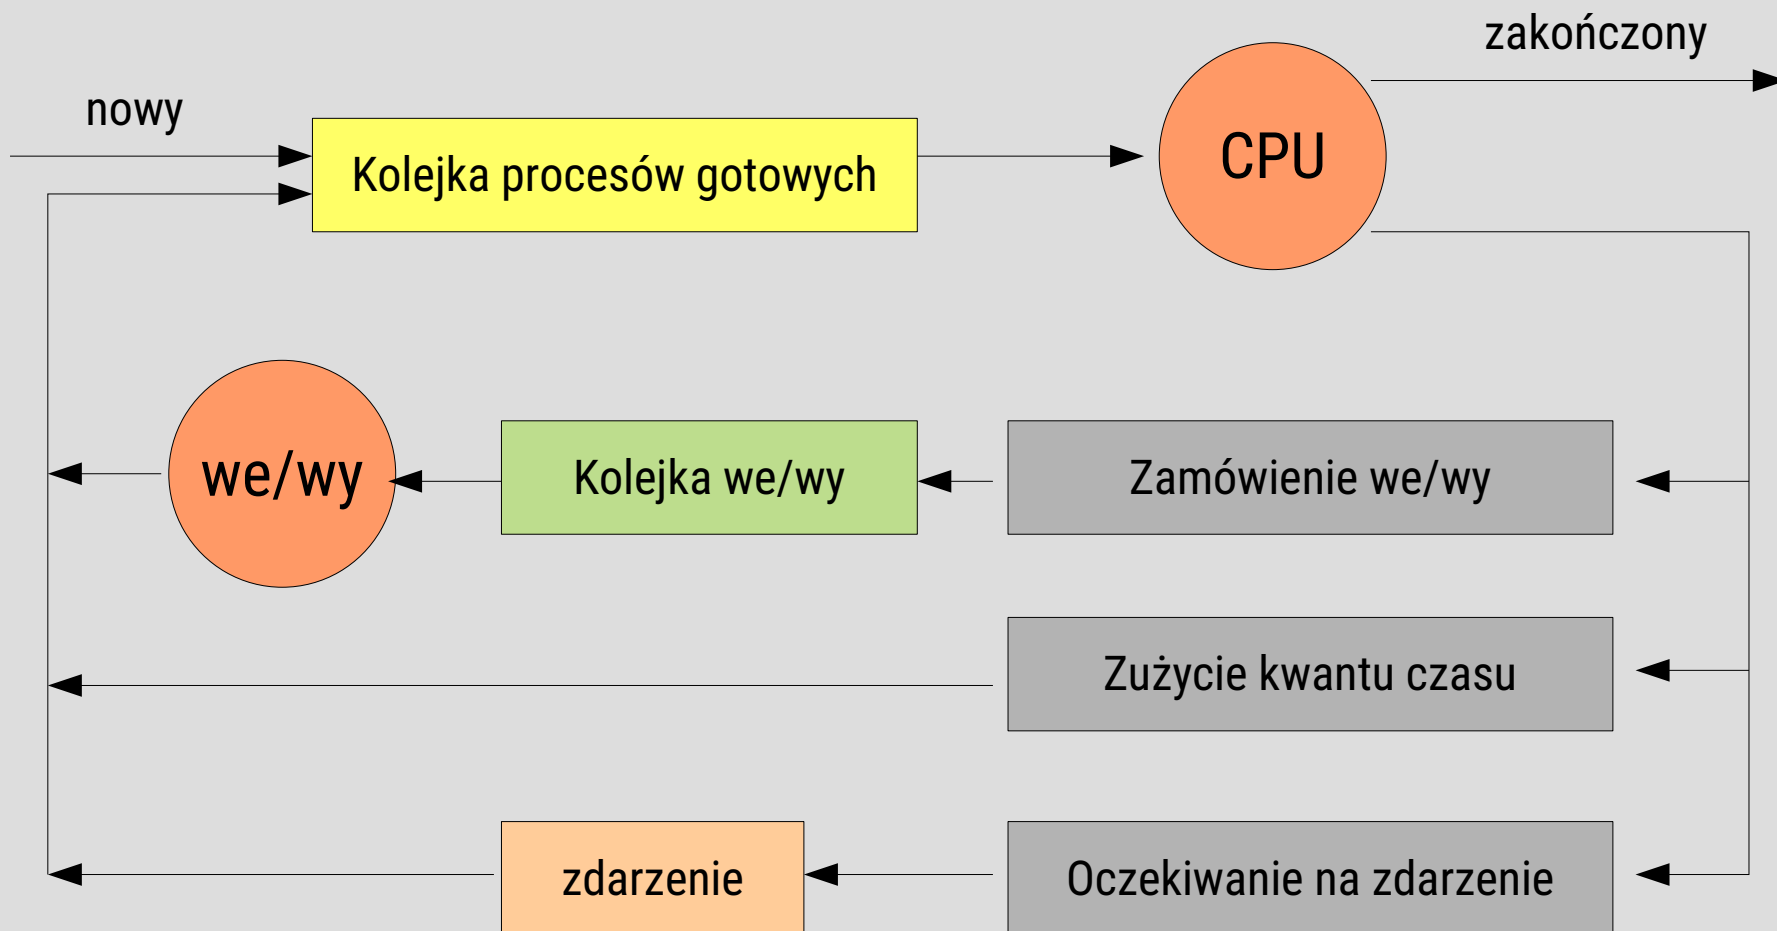 zakończony
nowy
Kolejka procesów gotowych
CPU
we/wy
Kolejka we/wy
Zamówienie we/wy
Zużycie kwantu czasu
zdarzenie
Oczekiwanie na zdarzenie